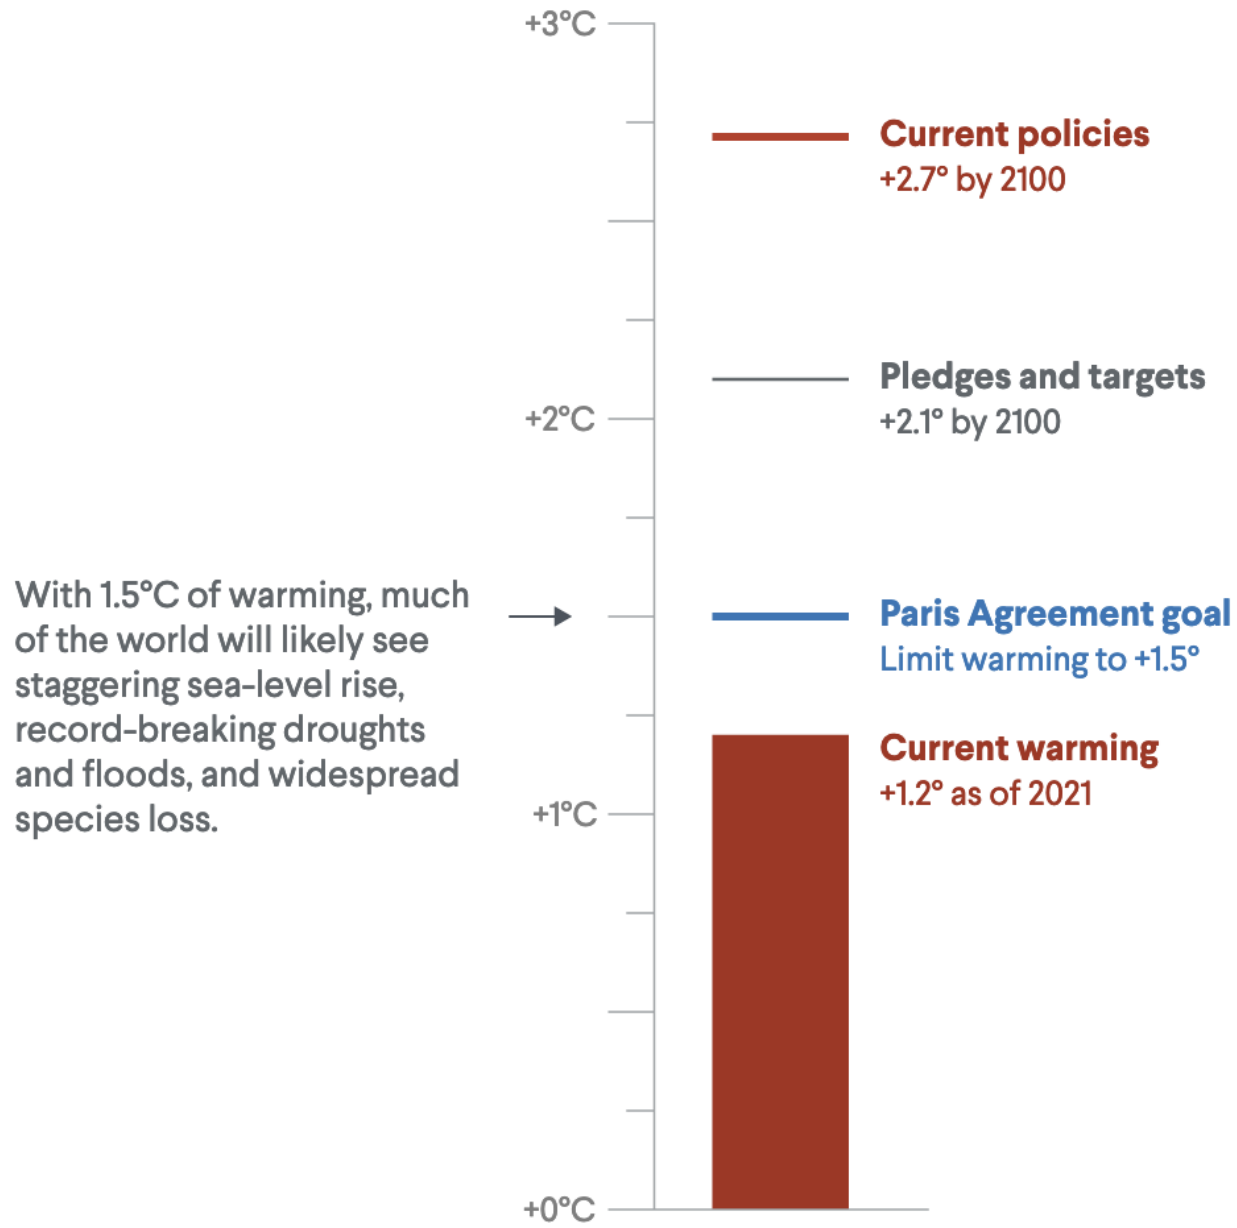 +3°C
Current policies
+2.7° by 2100
Pledges and targets
+2.1° by 2100
+2°C
With 1.5°C of warming, much
of the world will likely see
staggering sea-level rise,
record-breaking droughts
and floods, and widespread
species loss.
Paris Agreement goal
Limit warming to +1.5°
Current warming
+1.2° as of 2021
+1°C
+0°C